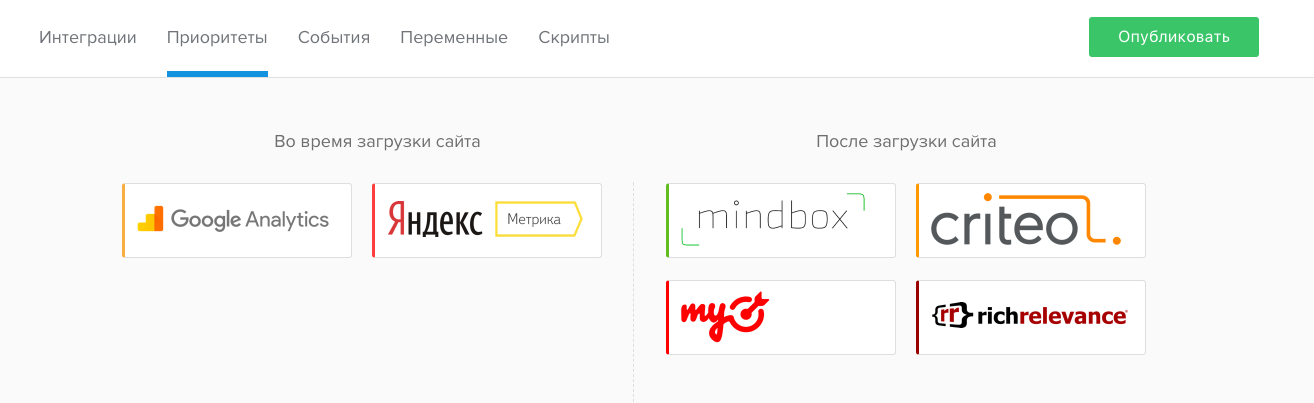 Интеграции Приоритеты События Переменные Скрипты Опубликовать
Во время загрузки сайта
После загрузки сайта
Google Analytics
Яндекс Метрика
mindbox
criteo
my
{rr} richrelevance